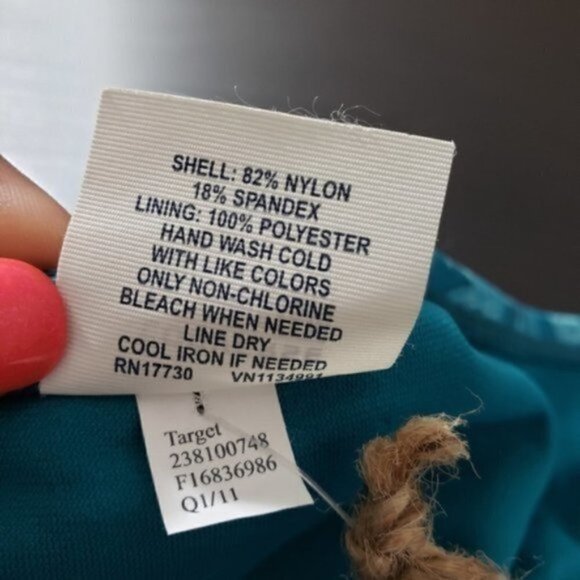 SHELL: 82% NYLON
18% SPANDEX
LINING: 100% POLYESTER
HAND WASH COLD
WITH LIKE COLORS
ONLY NON-CHLORINE
BLEACH WHEN NEEDED
LINE DRY
COOL IRON IF NEEDED
RN17730
Target
238100748
F16836986
Q1/11